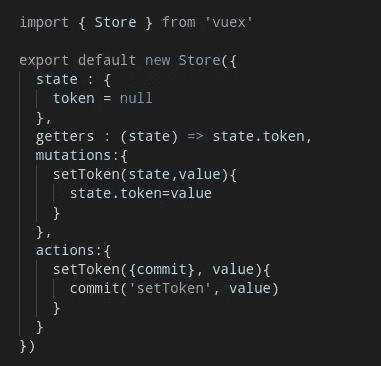 import { Store } from 'vuex'

export default new Store({
  state : {
    token = null
  },
  getters : (state) => state.token,
  mutations:{
    setToken(state,value){
      state.token=value
    }
  },
  actions:{
    setToken({commit}, value){
      commit('setToken', value)
    }
  }
})